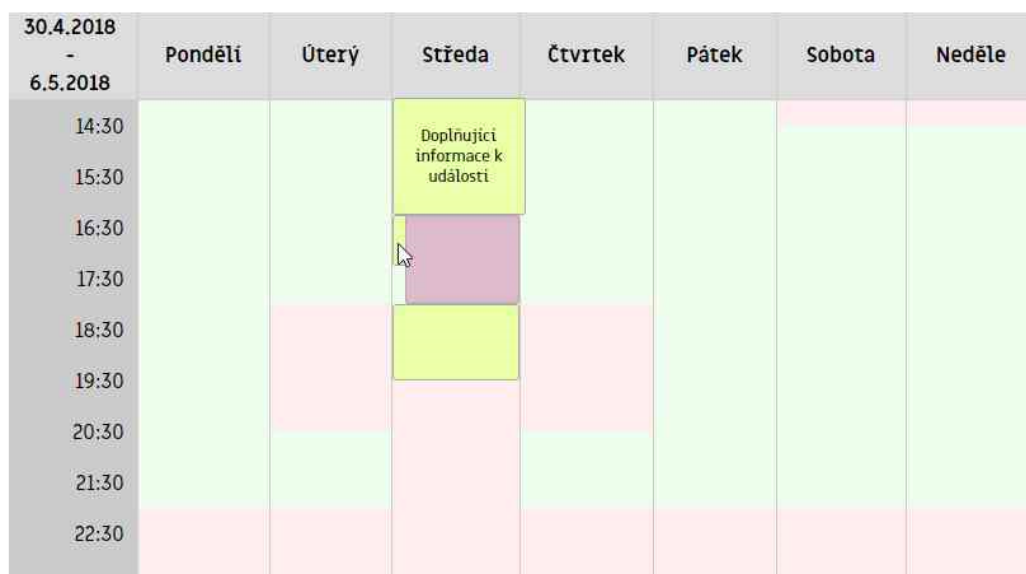 30.4.2018
-
6.5.2018
Pondělí
Úterý
Středa
Čtvrtek
Pátek
Sobota
Neděle
14:30
15:30
16:30
17:30
18:30
19:30
20:30
21:30
22:30
Doplňující
informace k
události